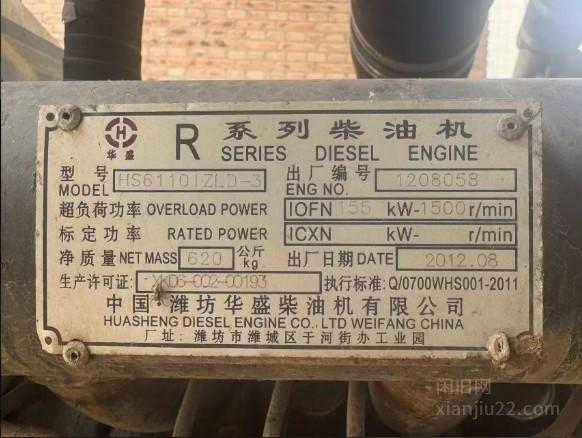 华盛
R 系列柴油机
SERIES DIESEL ENGINE
型号 MODEL HS6110IZLD-3 出厂编号 ENG NO. 1208058
超负荷功率 OVERLOAD POWER IOFN 155 kW-1500r/min
标定功率 RATED POWER ICXN kW- r/min
净质量 NET MASS 620 公斤 kg 出厂日期 DATE 2012.08
生产许可证: XK06-002-00193 执行标准: Q/0700WHS001-2011
中国·潍坊华盛柴油机有限公司
HUASHENG DIESEL ENGINE CO., LTD WEIFANG CHINA
厂址: 潍坊市潍城区于河街办工业园
闲旧网
xianjiu22.com